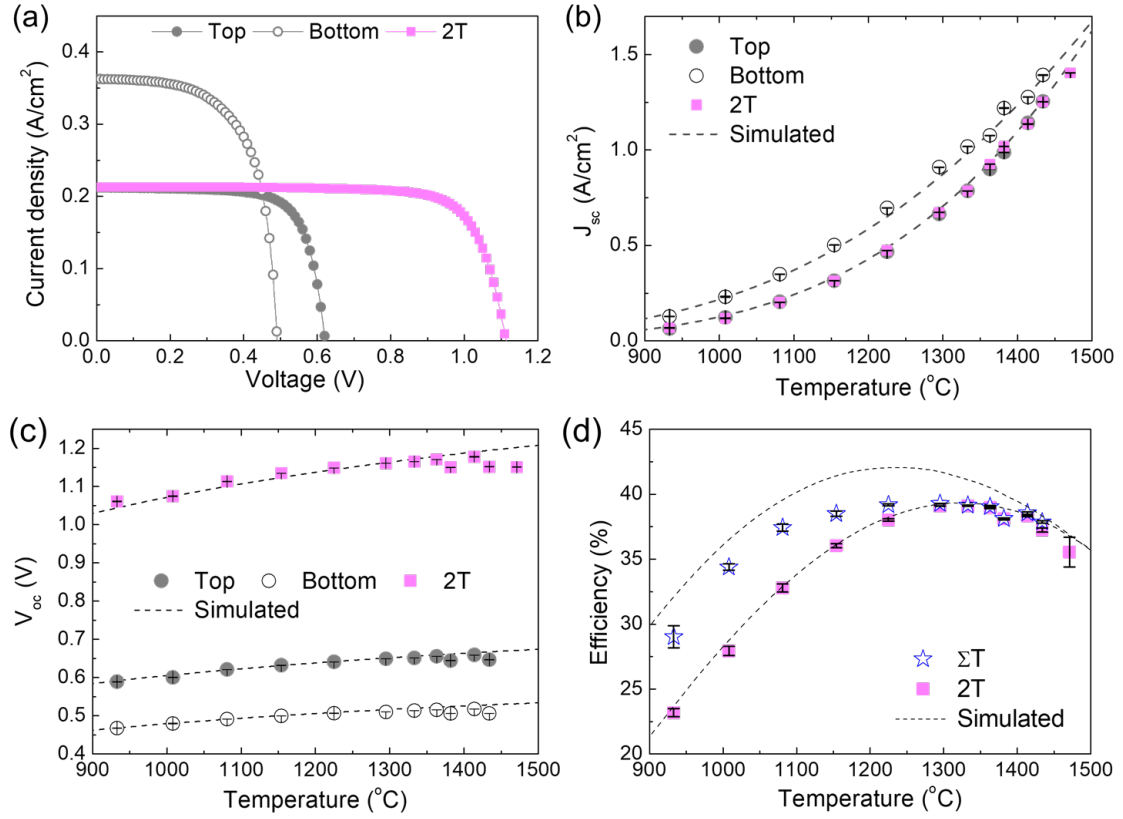 (a)
Top Bottom 2T
0.4
0.3
0.2
0.1
0.0
Current density (A/cm²)
0.0 0.2 0.4 0.6 0.8 1.0 1.2
Voltage (V)
(b)
Top
Bottom
2T
Simulated
1.5
1.0
0.5
0.0
J_sc (A/cm²)
900 1000 1100 1200 1300 1400 1500
Temperature (°C)
(c)
1.2
1.1
1.0
0.9
0.8
0.7
0.6
0.5
0.4
V_oc (V)
Top Bottom 2T
Simulated
900 1000 1100 1200 1300 1400 1500
Temperature (°C)
(d)
45
40
35
30
25
20
Efficiency (%)
ΣT
2T
Simulated
900 1000 1100 1200 1300 1400 1500
Temperature (°C)